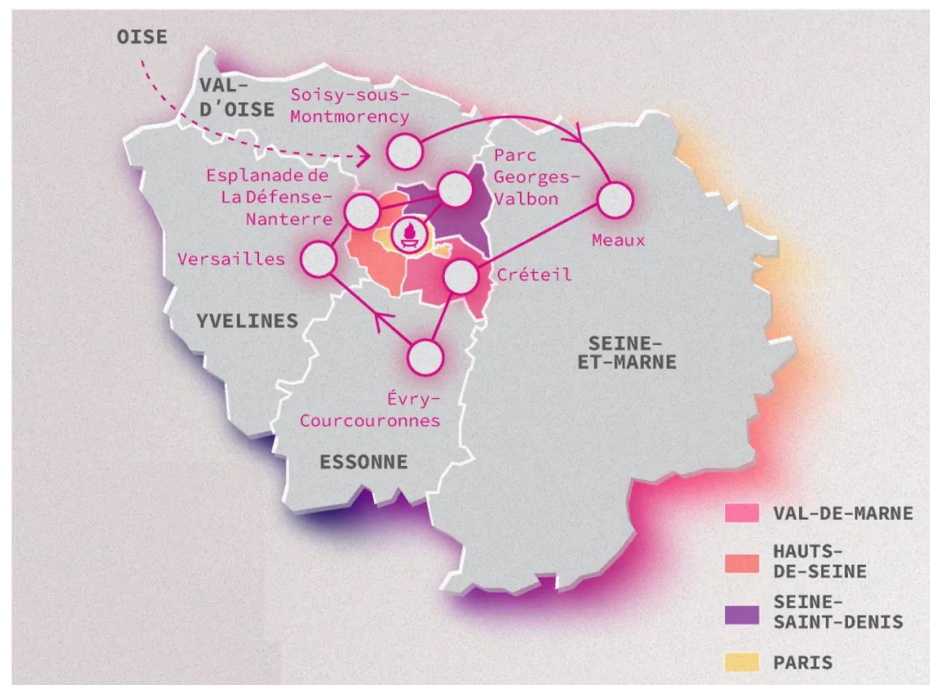 OISE
VAL-
D'OISE
Soisy-sous-
Montmorency
Parc
Georges-
Valbon
Esplanade de
La Défense-
Nanterre
Meaux
Versailles
Créteil
YVELINES
SEINE-
ET-MARNE
Évry-
Courcouronnes
ESSONNE
VAL-DE-MARNE
HAUTS-
DE-SEINE
SEINE-
SAINT-DENIS
PARIS